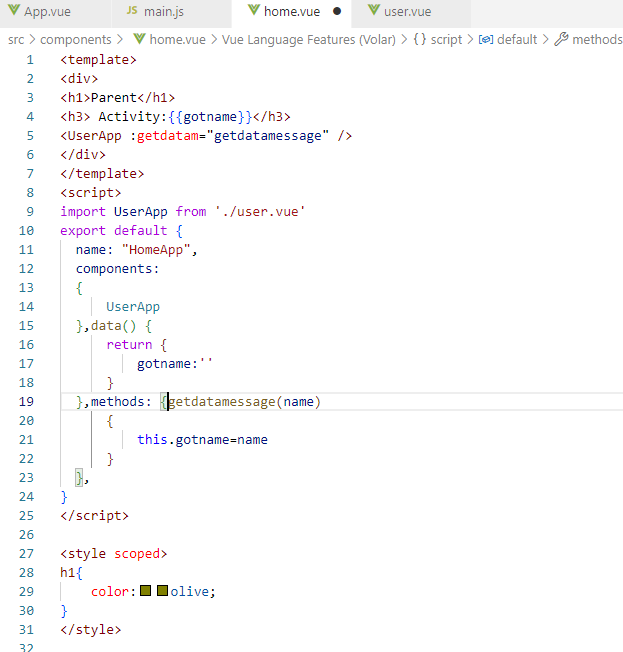 App.vue JS main.js home.vue user.vue
src > components > home.vue > Vue Language Features (Volar) > {} script > default > methods
1 <template>
2 <div>
3 <h1>Parent</h1>
4 <h3> Activity:{{gotname}}</h3>
5 <UserApp :getdatam="getdatamessage" />
6 </div>
7 </template>
8 <script>
9 import UserApp from './user.vue'
10 export default {
11 name: "HomeApp",
12 components:
13 {
14 UserApp
15 },data() {
16 return {
17 gotname:''
18 }
19 },methods: {getdatamessage(name)
20 {
21 this.gotname=name
22 }
23 },
24 }
25 </script>
26
27 <style scoped>
28 h1{
29 color: olive;
30 }
31 </style>
32